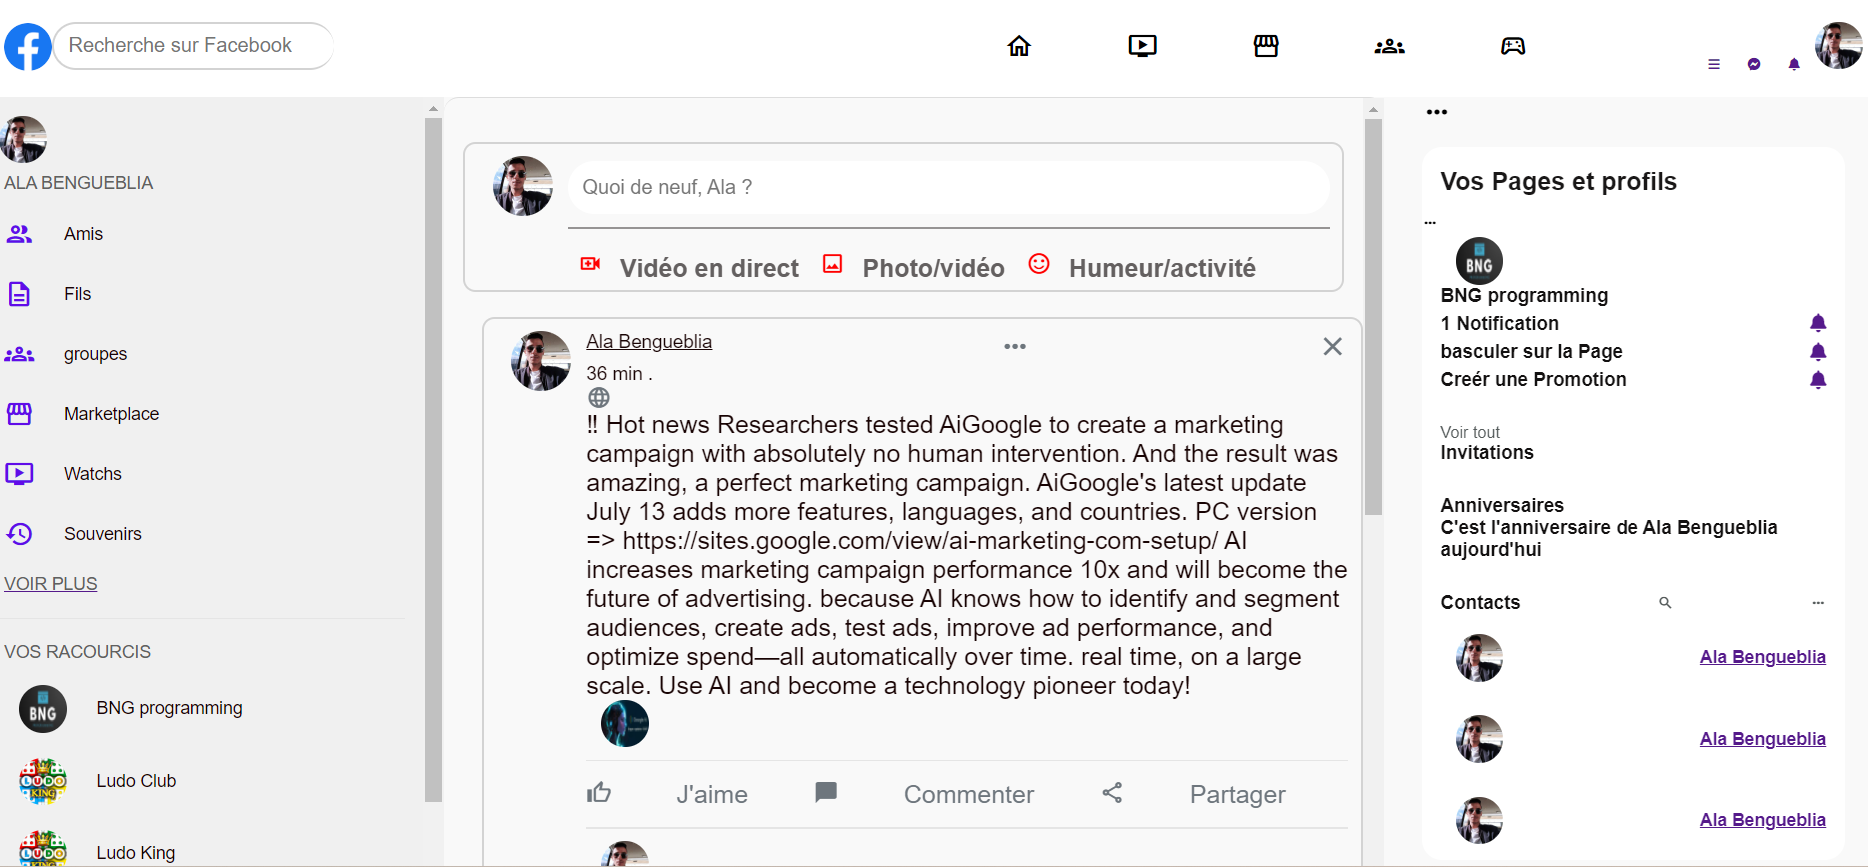 Recherche sur Facebook
ALA BENGUEBLIA
Amis
Fils
groupes
Marketplace
Watchs
Souvenirs
VOIR PLUS
VOS RACOURCIS
BNG
BNG programming
LUDO
KING
Ludo Club
LUDO
Ludo King
Quoi de neuf, Ala ?
Vidéo en direct
Photo/vidéo
Humeur/activité
Ala Bengueblia
36 min .
!! Hot news Researchers tested AiGoogle to create a marketing
campaign with absolutely no human intervention. And the result was
amazing, a perfect marketing campaign. AiGoogle's latest update
July 13 adds more features, languages, and countries. PC version
=> https://sites.google.com/view/ai-marketing-com-setup/ AI
increases marketing campaign performance 10x and will become the
future of advertising. because AI knows how to identify and segment
audiences, create ads, test ads, improve ad performance, and
optimize spend—all automatically over time. real time, on a large
scale. Use AI and become a technology pioneer today!
J'aime
Commenter
Partager
Vos Pages et profils
BNG
BNG programming
1 Notification
basculer sur la Page
Creér une Promotion
Voir tout
Invitations
Anniversaires
C'est l'anniversaire de Ala Bengueblia
aujourd'hui
Contacts
Ala Bengueblia
Ala Bengueblia
Ala Bengueblia